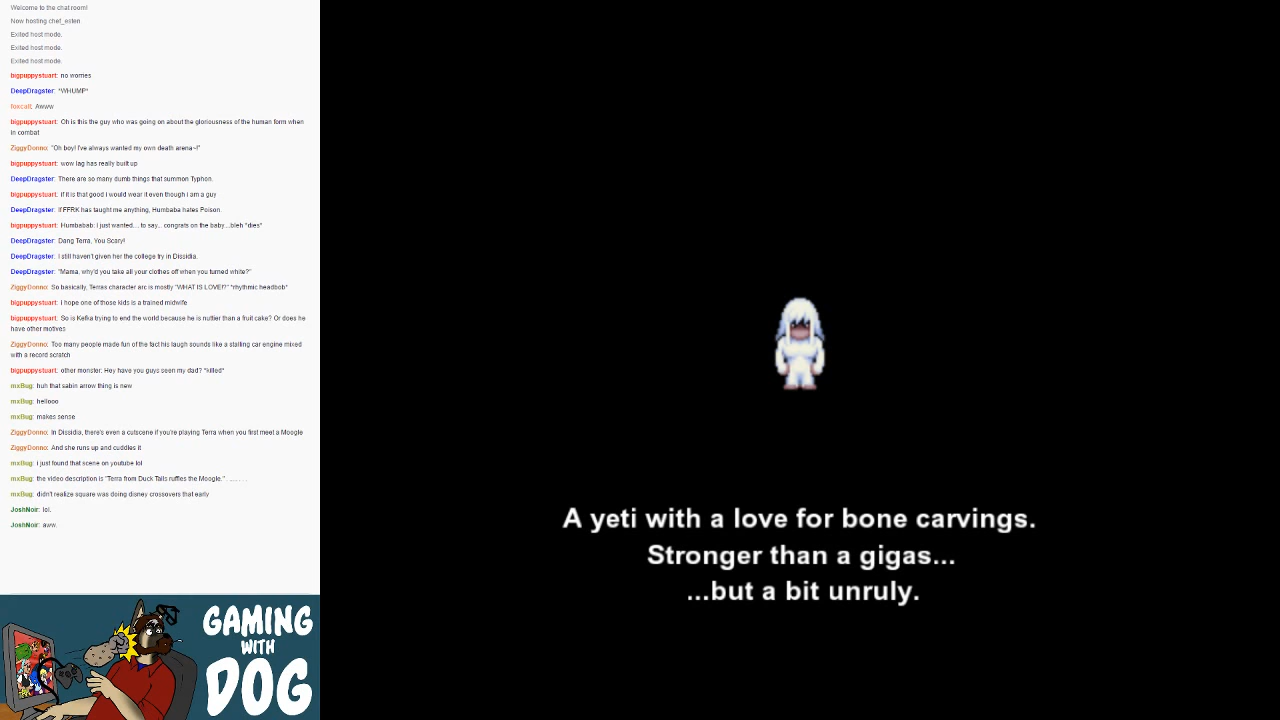 Welcome to the chat room!
Now hosting chef_esten.
Exited host mode.
Exited host mode.
Exited host mode.
bigpuppystuart: no worries
DeepDragster: *WHUMP*
foxcalt: Awww
bigpuppystuart: Oh is this the guy who was going on about the gloriousness of the human form when
in combat
ZiggyDonno: "Oh boy! I've always wanted my own death arena~!"
bigpuppystuart: wow lag has really built up
DeepDragster: There are so many dumb things that summon Typhon.
bigpuppystuart: if it is that good i would wear it even though i am a guy
DeepDragster: If FFRK has taught me anything, Humbaba hates Poison.
bigpuppystuart: Humbabab: I just wanted.... to say... congrats on the baby...bleh *dies*
DeepDragster: Dang Terra, You Scary!
DeepDragster: I still haven't given her the college try in Dissidia.
DeepDragster: "Mama, why'd you take all your clothes off when you turned white?"
ZiggyDonno: So basically, Terras character arc is mostly "WHAT IS LOVE!?" *rhythmic headbob*
bigpuppystuart: I hope one of those kids is a trained midwife
bigpuppystuart: So is Kefka trying to end the world because he is nuttier than a fruit cake? Or does he
have other motives
ZiggyDonno: Too many people made fun of the fact his laugh sounds like a stalling car engine mixed
with a record scratch
bigpuppystuart: other monster: Hey have you guys seen my dad? *killed*
mxBug: huh that sabin arrow thing is new
mxBug: hellooo
mxBug: makes sense
ZiggyDonno: In Dissidia, there's even a cutscene if you're playing Terra when you first meet a Moogle
ZiggyDonno: And she runs up and cuddles it
mxBug: i just found that scene on youtube lol
mxBug: the video description is "Terra from Duck Tails ruffles the Moogle." . ..... . . .
mxBug: didn't realize square was doing disney crossovers that early
JoshNoir: lol.
JoshNoir: aww.
GAMING
WITH
DOG
A yeti with a love for bone carvings.
Stronger than a gigas...
...but a bit unruly.